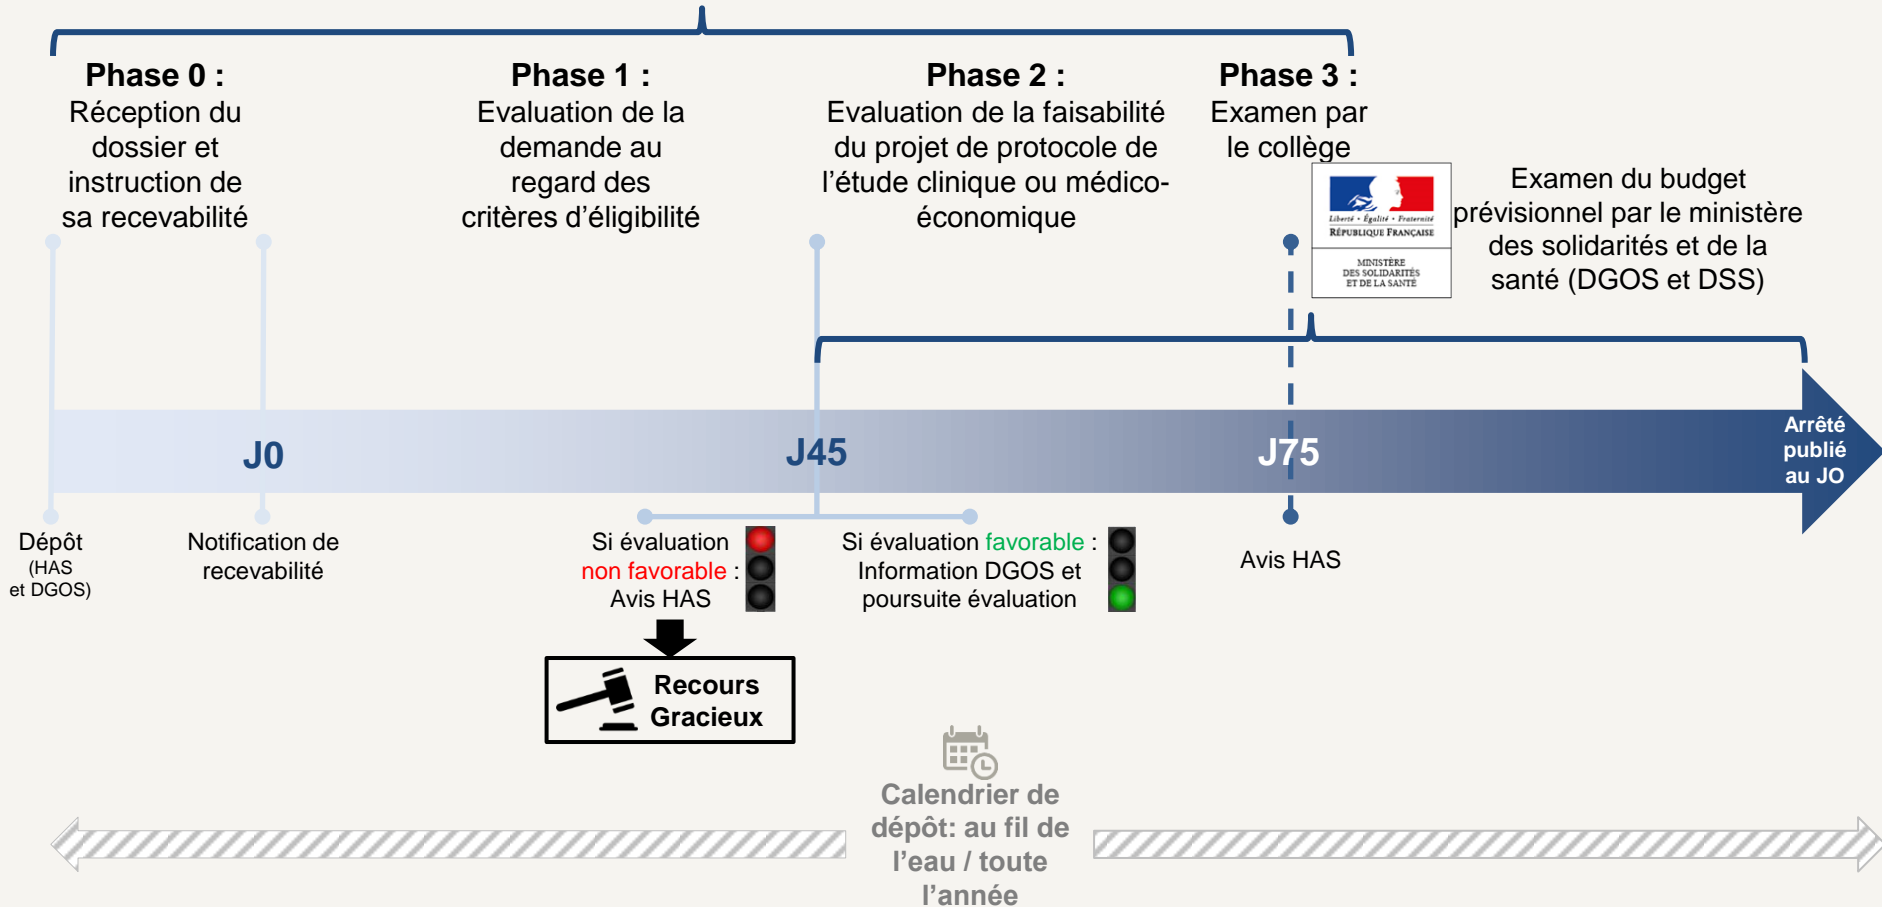 Phase 0 :
Réception du
dossier et
instruction de
sa recevabilité
Phase 1 :
Evaluation de la
demande au
regard des
critères d’éligibilité
Phase 2 :
Evaluation de la faisabilité
du projet de protocole de
l’étude clinique ou médico-
économique
Phase 3 :
Examen par
le collège
Liberté • Égalité • Fraternité
RÉPUBLIQUE FRANÇAISE
MINISTÈRE
DES SOLIDARITÉS
ET DE LA SANTÉ
Examen du budget
prévisionnel par le ministère
des solidarités et de la
santé (DGOS et DSS)
J0
J45
J75
Arrêté
publié
au JO
Dépôt
(HAS
et DGOS)
Notification de
recevabilité
Si évaluation
non favorable :
Avis HAS
Si évaluation favorable :
Information DGOS et
poursuite évaluation
Avis HAS
Recours
Gracieux
Calendrier de
dépôt: au fil de
l’eau / toute
l’année